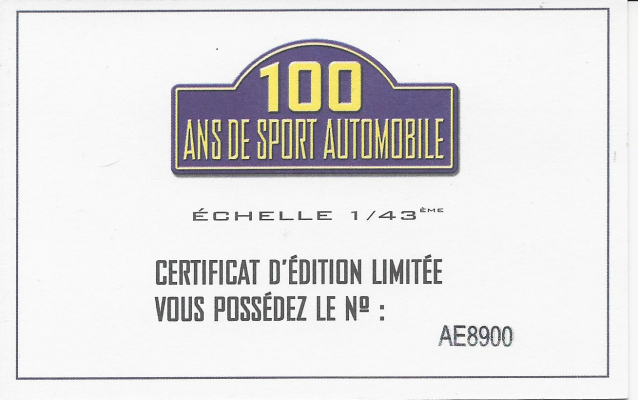 100
ANS DE SPORT AUTOMOBILE
ÉCHELLE 1/43ÈME
CERTIFICAT D'ÉDITION LIMITÉE
VOUS POSSÉDEZ LE Nº :
AE8900